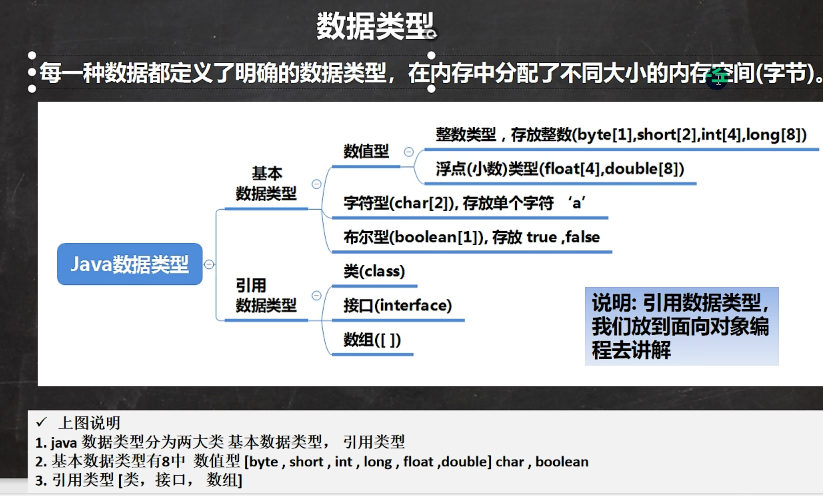 数据类型
每一种数据都定义了明确的数据类型，在内存中分配了不同大小的内存空间(字节)。
整数类型，存放整数(byte[1],short[2],int[4],long[8])
数值型
浮点(小数)类型(float[4],double[8])
基本
数据类型
字符型(char[2]), 存放单个字符 ‘a’
布尔型(boolean[1]), 存放 true ,false
Java数据类型
类(class)
引用
数据类型
接口(interface)
数组([ ])
说明: 引用数据类型，
我们放到面向对象编
程去讲解
✓ 上图说明
1. java 数据类型分为两大类 基本数据类型， 引用类型
2. 基本数据类型有8中 数值型 [byte , short , int , long , float ,double] char , boolean
3. 引用类型 [类，接口， 数组]